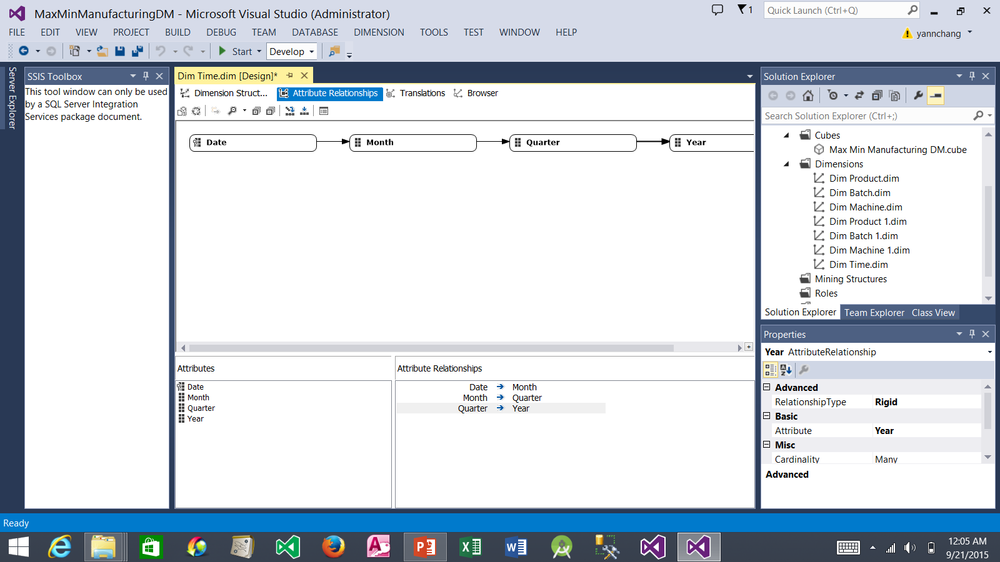 MaxMinManufacturingDM - Microsoft Visual Studio (Administrator)
1
Quick Launch (Ctrl+Q)
FILE EDIT VIEW PROJECT BUILD DEBUG TEAM DATABASE DIMENSION TOOLS TEST WINDOW HELP
yannchang
Start
Develop
Server Explorer
SSIS Toolbox
This tool window can only be used
by a SQL Server Integration
Services package document.
Dim Time.dim [Design]*
Dimension Struct...
Attribute Relationships
Translations
Browser
Date
Month
Quarter
Year
Attributes
Date
Month
Quarter
Year
Attribute Relationships
Date Month
Month Quarter
Quarter Year
Solution Explorer
Search Solution Explorer (Ctrl+;)
Cubes
Max Min Manufacturing DM.cube
Dimensions
Dim Product.dim
Dim Batch.dim
Dim Machine.dim
Dim Product 1.dim
Dim Batch 1.dim
Dim Machine 1.dim
Dim Time.dim
Mining Structures
Roles
Solution Explorer Team Explorer Class View
Properties
Year AttributeRelationship
Advanced
RelationshipType Rigid
Basic
Attribute Year
Misc
Cardinality Many
Advanced
Ready
12:05 AM
9/21/2015